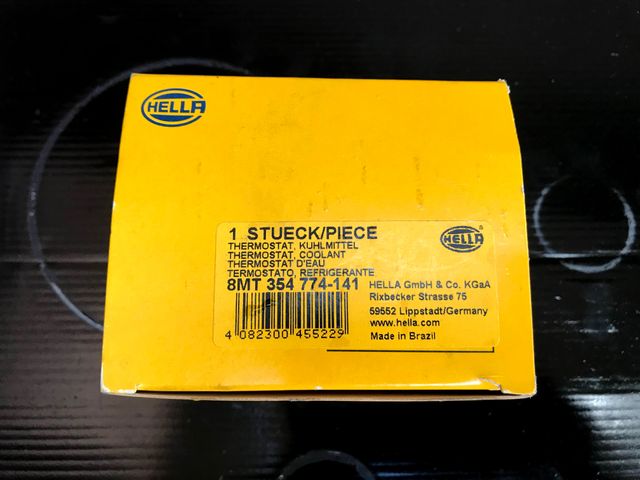 HELLA
1 STUECK/PIECE
HELLA
THERMOSTAT, KUHLMITTEL
THERMOSTAT, COOLANT
THERMOSTAT D'EAU
TERMOSTATO, REFRIGERANTE
8MT 354 774-141
HELLA GmbH & Co. KGaA
Rixbecker Strasse 75
59552 Lippstadt/Germany
www.hella.com
Made in Brazil
4 082300 455229